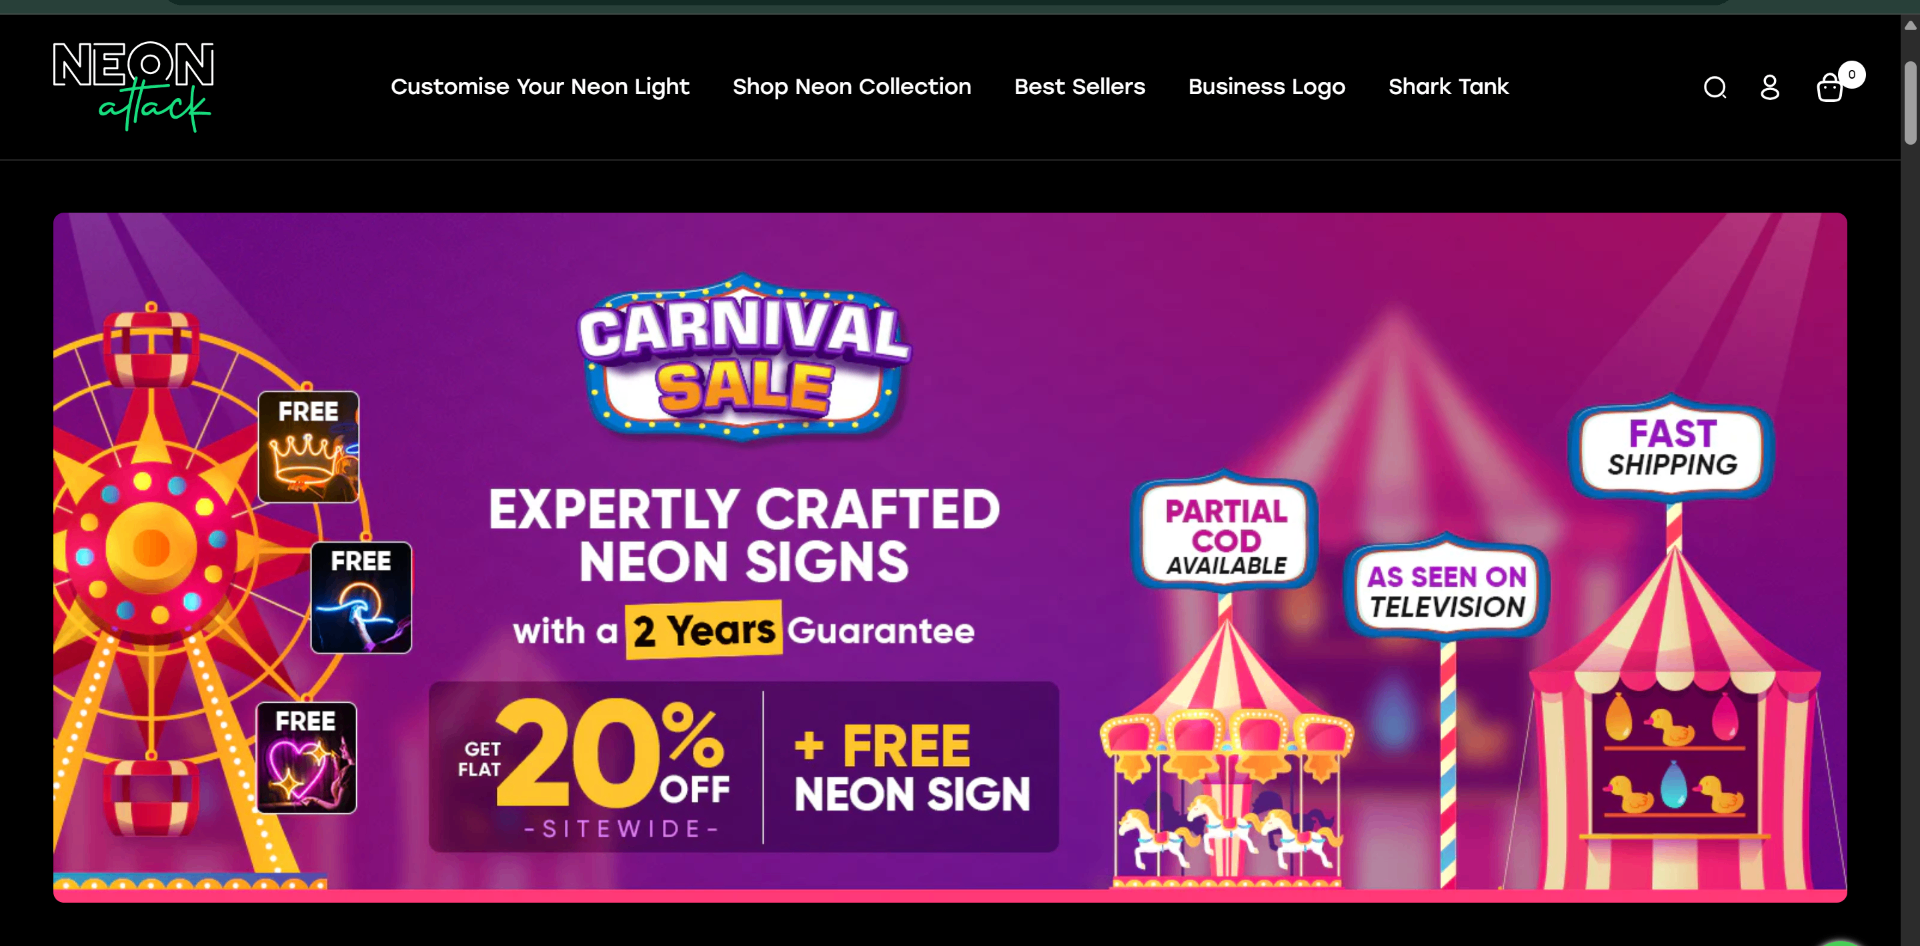 NEON
attack
Customise Your Neon Light
Shop Neon Collection
Best Sellers
Business Logo
Shark Tank
0
CARNIVAL
SALE
FREE
FREE
FREE
EXPERTLY CRAFTED
NEON SIGNS
with a 2 Years Guarantee
GET
FLAT
20%
OFF
-SITEWIDE-
+ FREE
NEON SIGN
PARTIAL
COD
AVAILABLE
AS SEEN ON
TELEVISION
FAST
SHIPPING